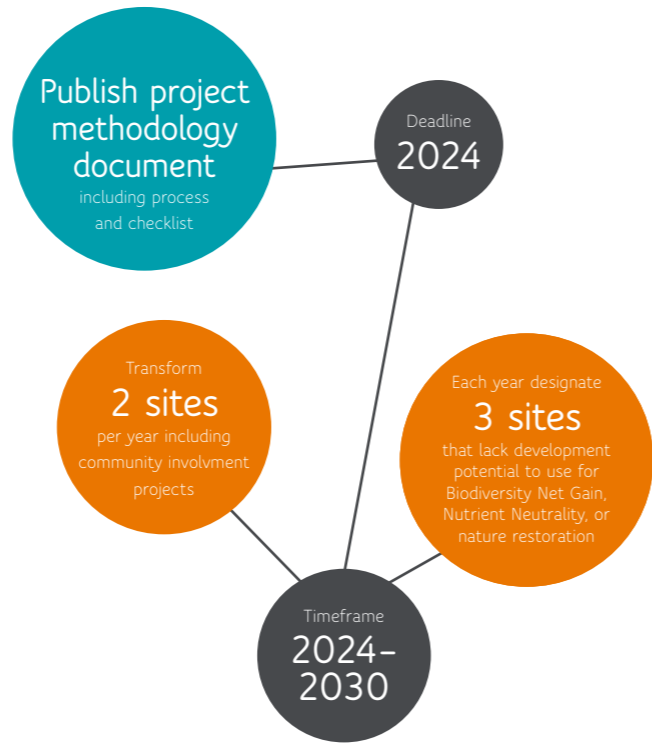 Publish project
methodology
document
including process
and checklist
Deadline
2024
Transform
2 sites
per year including
community involvment
projects
Each year designate
3 sites
that lack development
potential to use for
Biodiversity Net Gain,
Nutrient Neutrality, or
nature restoration
Timeframe
2024–
2030